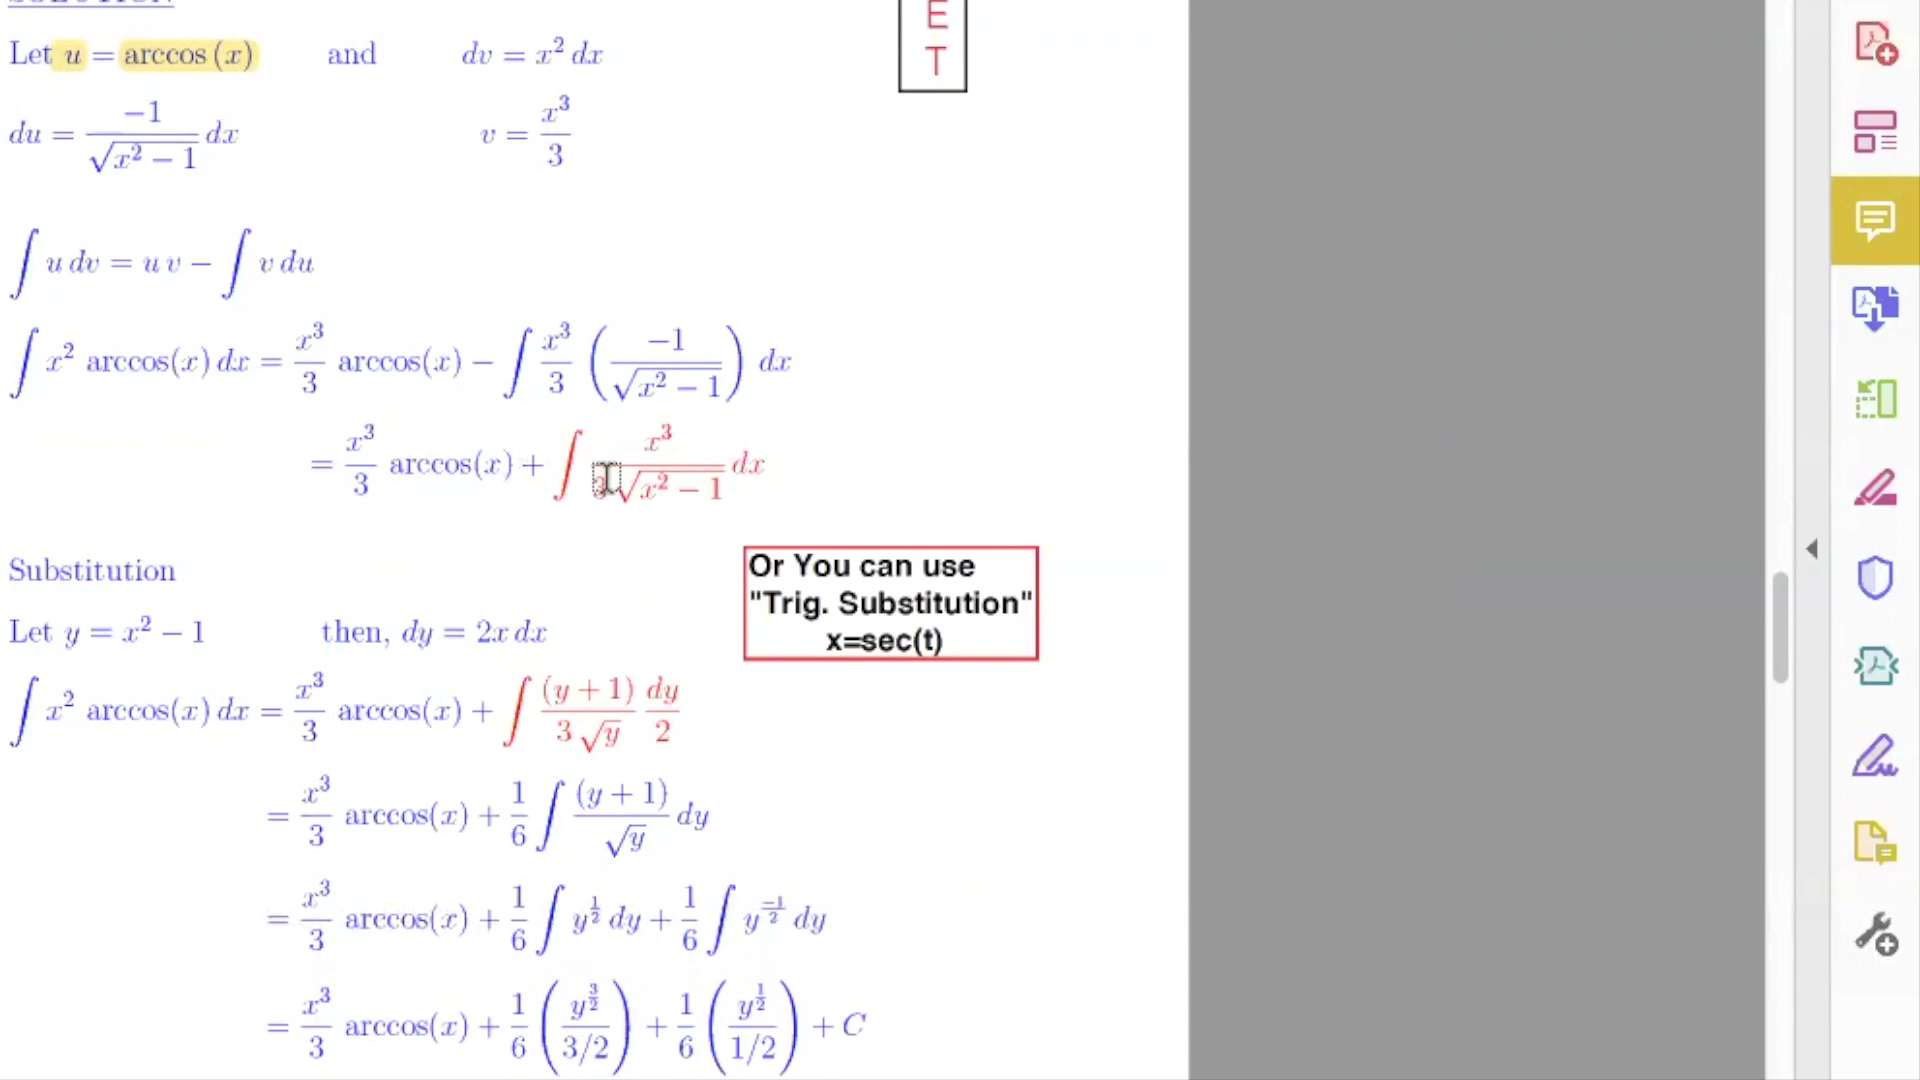 SOLUTION
E
T
Let u = arccos (x) and dv = x² dx
du = −1/√(x² − 1) dx v = x³/3
∫ u dv = u v − ∫ v du
∫ x² arccos(x) dx = x³/3 arccos(x) − ∫ x³/3 (−1/√(x² − 1)) dx
= x³/3 arccos(x) + ∫ x³/(3√(x² − 1)) dx
Substitution
Or You can use
"Trig. Substitution"
x=sec(t)
Let y = x² − 1 then, dy = 2x dx
∫ x² arccos(x) dx = x³/3 arccos(x) + ∫ (y + 1)/(3 √y) dy/2
= x³/3 arccos(x) + 1/6 ∫ (y + 1)/√y dy
= x³/3 arccos(x) + 1/6 ∫ y^(1/2) dy + 1/6 ∫ y^(−1/2) dy
= x³/3 arccos(x) + 1/6 (y^(3/2)/(3/2)) + 1/6 (y^(1/2)/(1/2)) + C